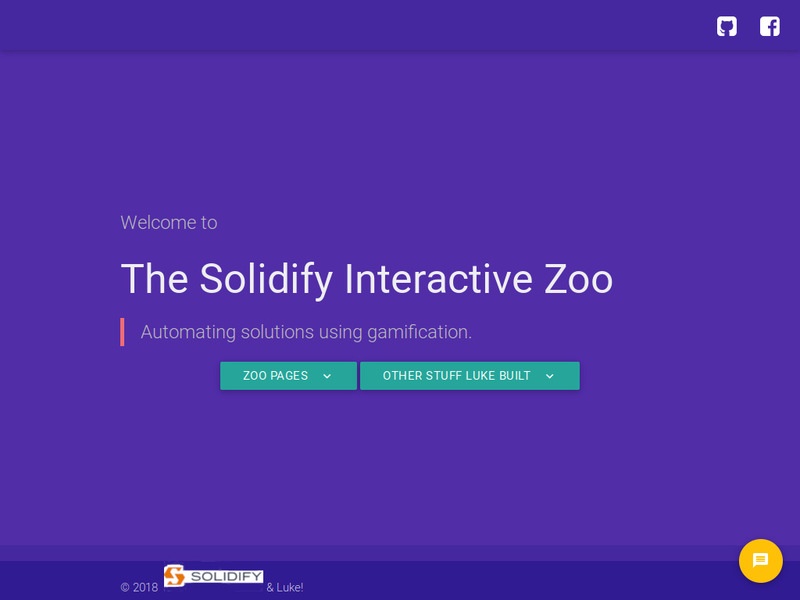 Welcome to
The Solidify Interactive Zoo
Automating solutions using gamification.
ZOO PAGES
OTHER STUFF LUKE BUILT
© 2018 SOLIDIFY & Luke!